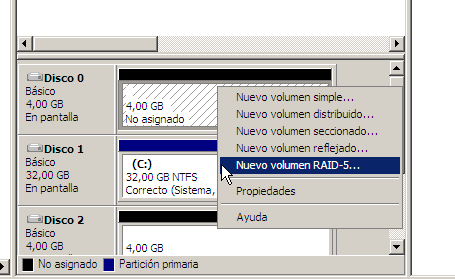 Disco 0
Básico
4,00 GB
En pantalla
4,00 GB
No asignado
Disco 1
Básico
32,00 GB
En pantalla
(C:)
32,00 GB NTFS
Correcto (Sistema,
Disco 2
Básico
4,00 GB
4,00 GB
Nuevo volumen simple...
Nuevo volumen distribuido...
Nuevo volumen seccionado...
Nuevo volumen reflejado...
Nuevo volumen RAID-5...
Propiedades
Ayuda
No asignado
Partición primaria